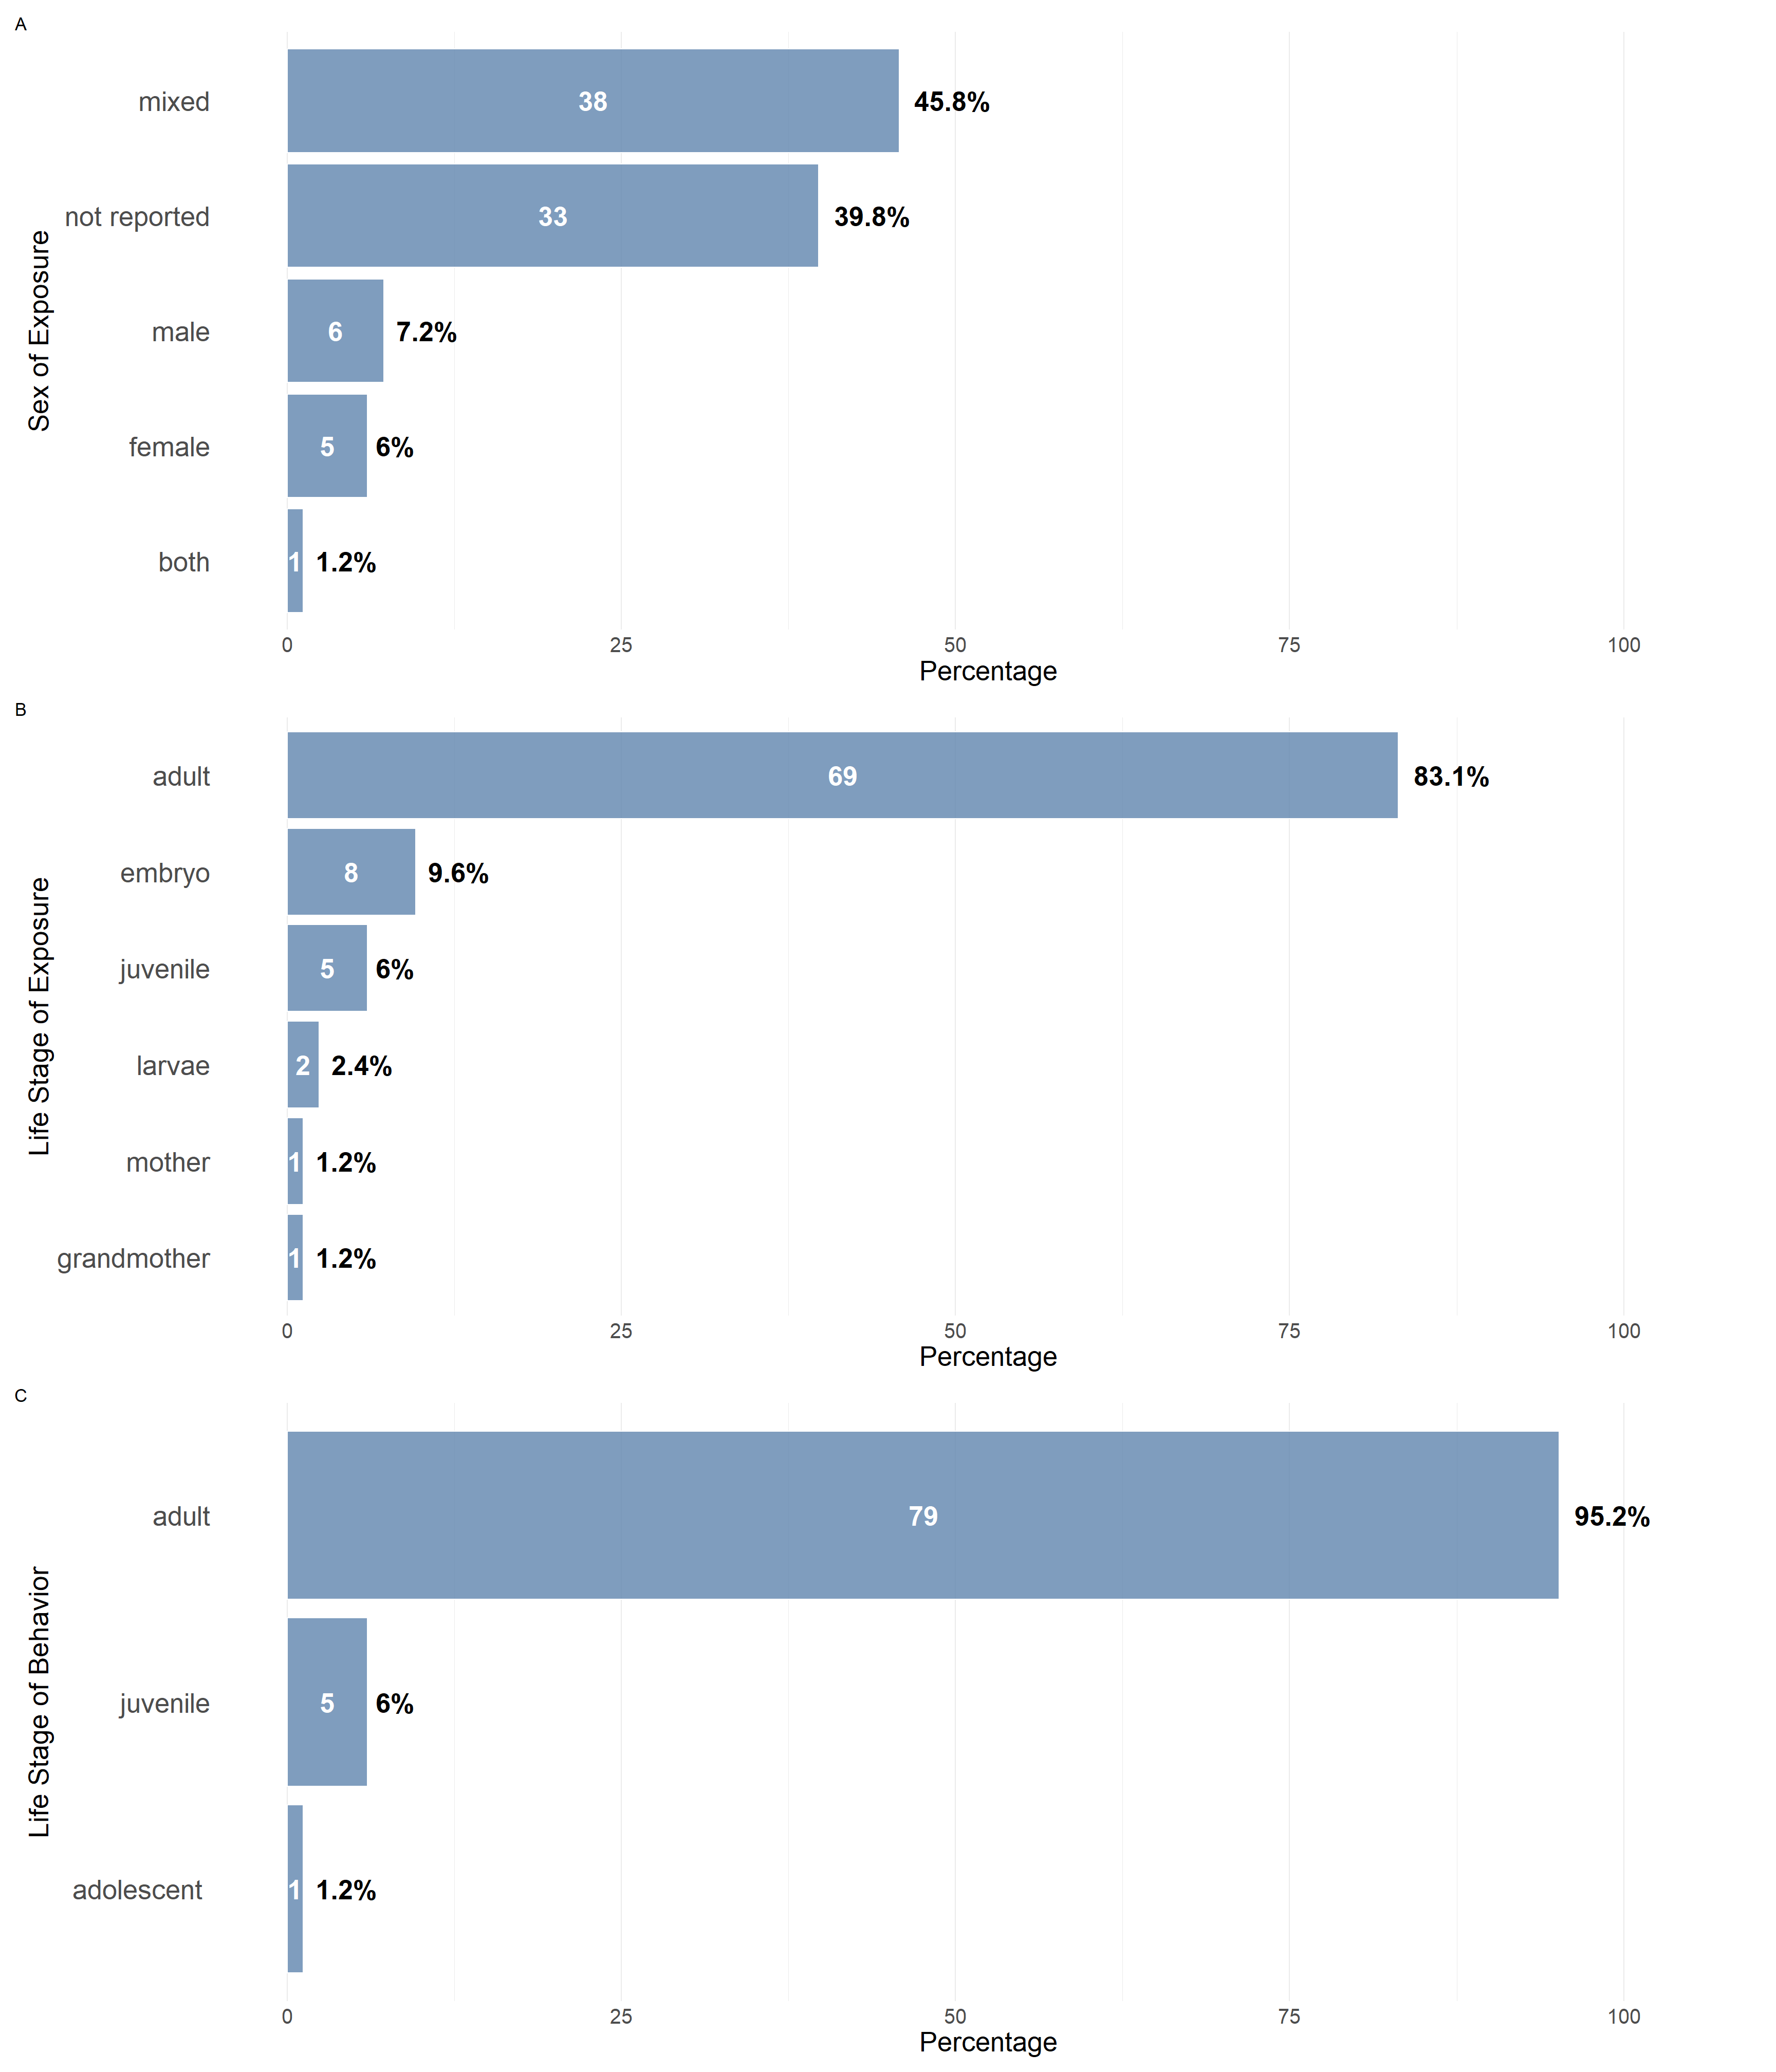 A
Sex of Exposure
mixed 38 45.8%
not reported 33 39.8%
male 6 7.2%
female 5 6%
both 1 1.2%
0 25 50 75 100
Percentage
B
Life Stage of Exposure
adult 69 83.1%
embryo 8 9.6%
juvenile 5 6%
larvae 2 2.4%
mother 1 1.2%
grandmother 1 1.2%
0 25 50 75 100
Percentage
C
Life Stage of Behavior
adult 79 95.2%
juvenile 5 6%
adolescent 1 1.2%
0 25 50 75 100
Percentage